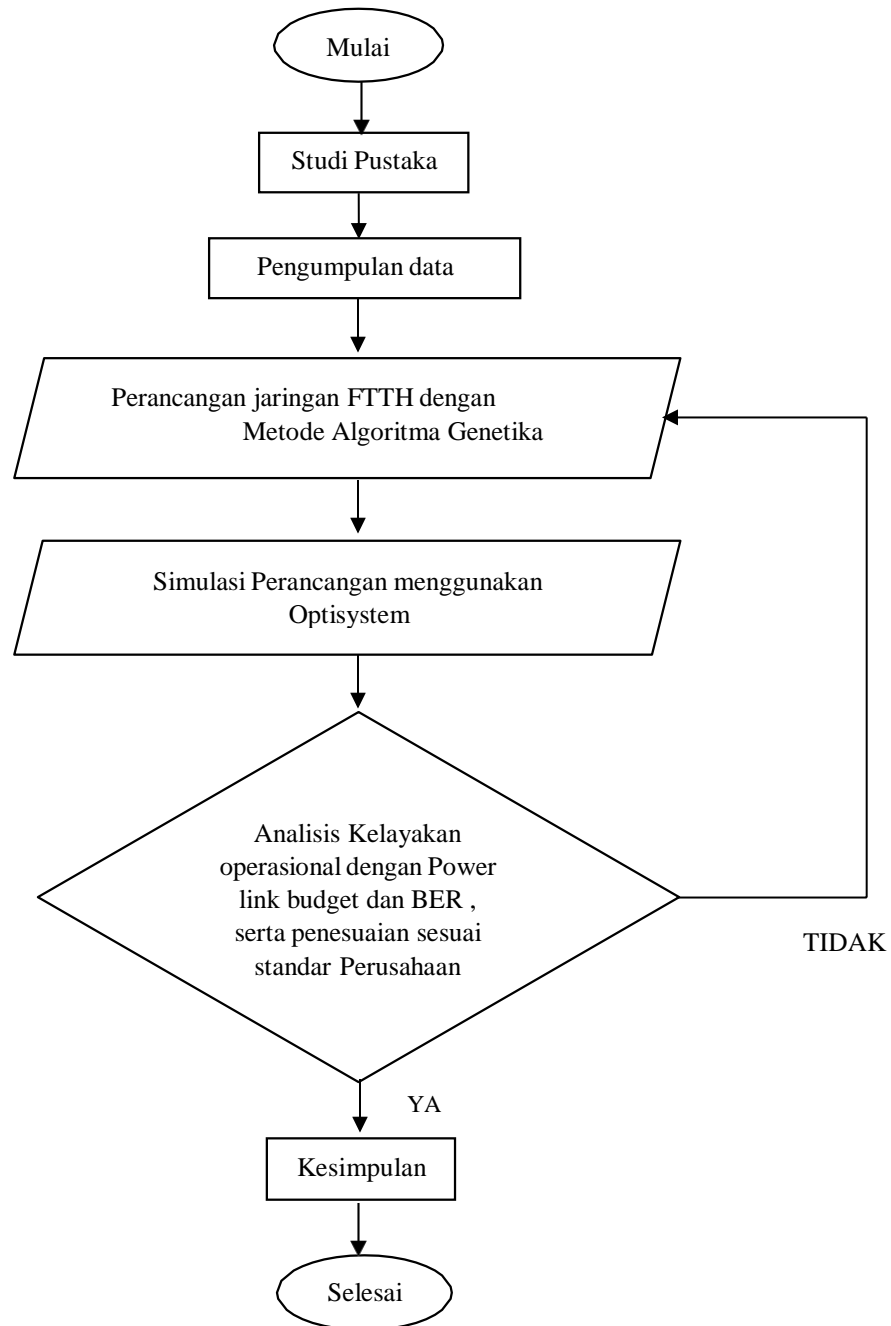 Mulai
Studi Pustaka
Pengumpulan data
Perancangan jaringan FTTH dengan
Metode Algoritma Genetika
Simulasi Perancangan menggunakan
Optisystem
Analisis Kelayakan
operasional dengan Power
link budget dan BER ,
serta penesuaian sesuai
standar Perusahaan
TIDAK
YA
Kesimpulan
Selesai